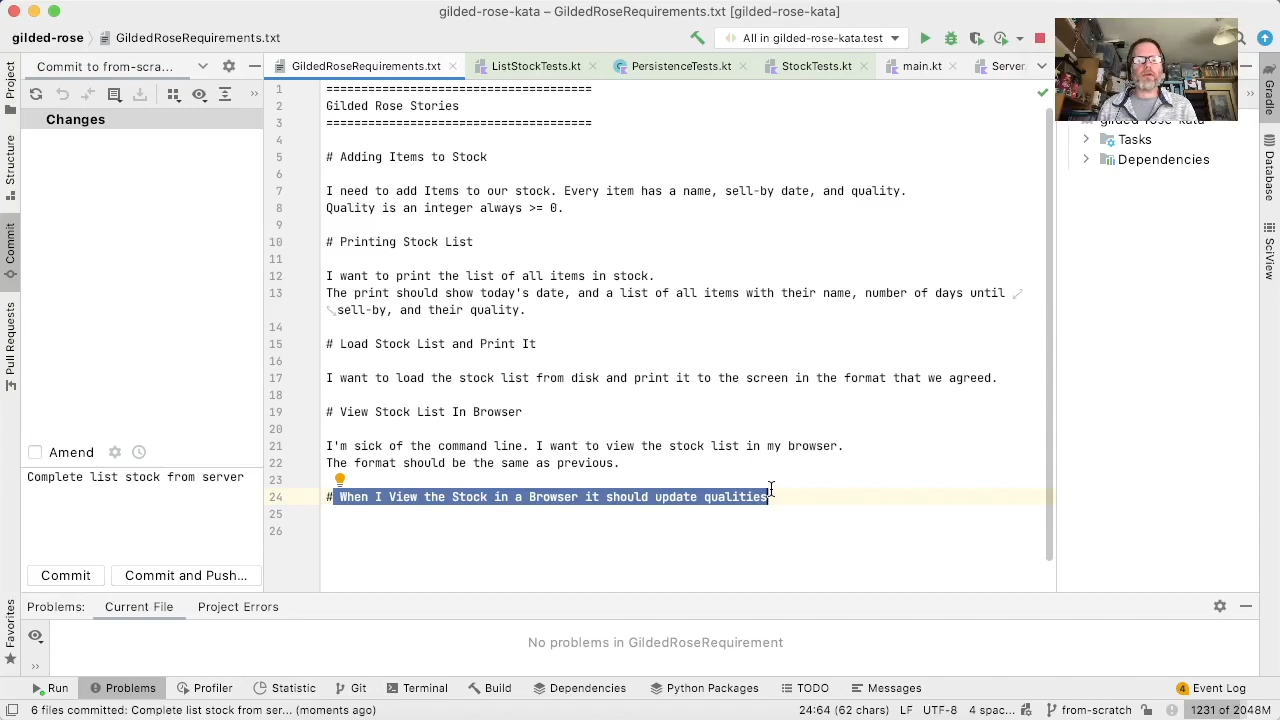 gilded-rose-kata – GildedRoseRequirements.txt [gilded-rose-kata]
gilded-rose
GildedRoseRequirements.txt
All in gilded-rose-kata.test
Commit to from-scra...
GildedRoseRequirements.txt
ListStockTests.kt
PersistenceTests.kt
StockTests.kt
main.kt
Server
Project
Structure
Commit
Pull Requests
Favorites
Changes
Amend
Complete list stock from server
Commit
Commit and Push...
1 =====================================
2 Gilded Rose Stories
3 =====================================
4
5 # Adding Items to Stock
6
7 I need to add Items to our stock. Every item has a name, sell-by date, and quality.
8 Quality is an integer always >= 0.
9
10 # Printing Stock List
11
12 I want to print the list of all items in stock.
13 The print should show today's date, and a list of all items with their name, number of days until
sell-by, and their quality.
14
15 # Load Stock List and Print It
16
17 I want to load the stock list from disk and print it to the screen in the format that we agreed.
18
19 # View Stock List In Browser
20
21 I'm sick of the command line. I want to view the stock list in my browser.
22 The format should be the same as previous.
23
24 # When I View the Stock in a Browser it should update qualities
25
26
gilded-rose-kata
Tasks
Dependencies
Gradle
Database
SciView
Problems:
Current File
Project Errors
No problems in GildedRoseRequirement
Run
Problems
Profiler
Statistic
Git
Terminal
Build
Dependencies
Python Packages
TODO
Messages
4 Event Log
6 files committed: Complete list stock from ser... (moments ago)
24:64 (62 chars)
LF
UTF-8
4 spac...
from-scratch
1231 of 2048M